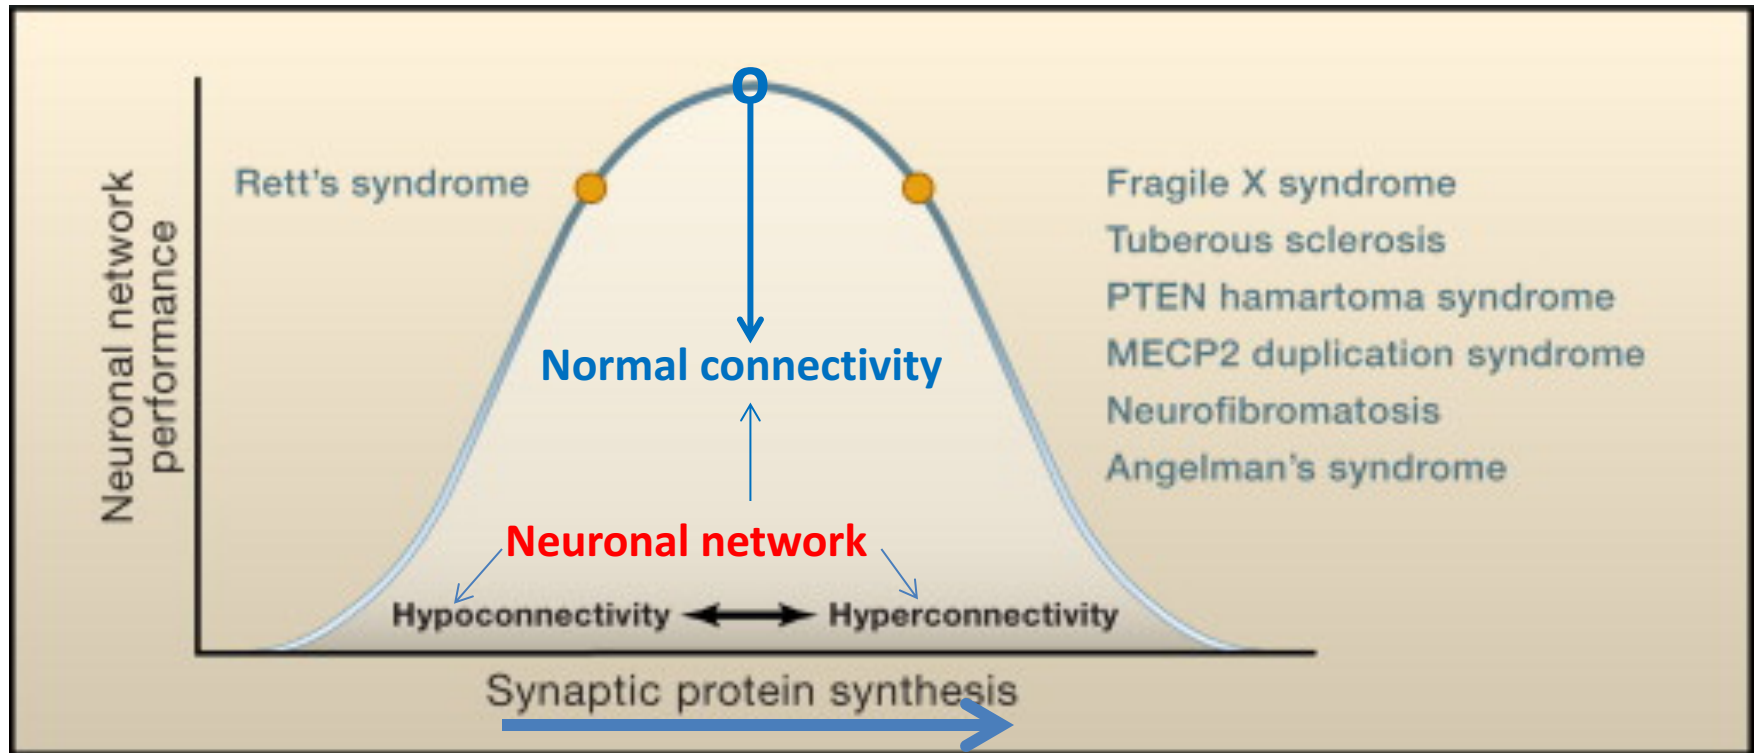 O
Neuronal network
performance
Rett's syndrome
Fragile X syndrome
Tuberous sclerosis
PTEN hamartoma syndrome
MECP2 duplication syndrome
Neurofibromatosis
Angelman's syndrome
Normal connectivity
Neuronal network
Hypoconnectivity
Hyperconnectivity
Synaptic protein synthesis